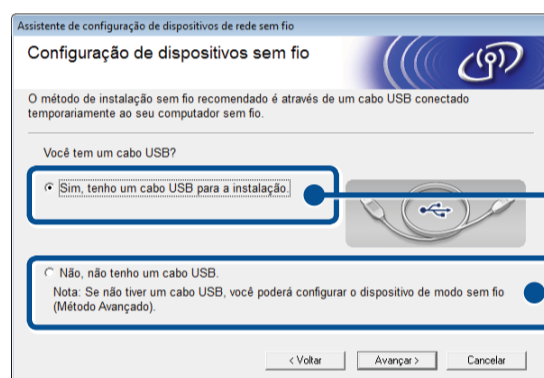 Assistente de configuração de dispositivos de rede sem fio
Configuração de dispositivos sem fio
O método de instalação sem fio recomendado é através de um cabo USB conectado
temporariamente ao seu computador sem fio.
Você tem um cabo USB?
Sim, tenho um cabo USB para a instalação.
Não, não tenho um cabo USB.
Nota: Se não tiver um cabo USB, você poderá configurar o dispositivo de modo sem fio
(Método Avançado).
< Voltar
Avançar >
Cancelar